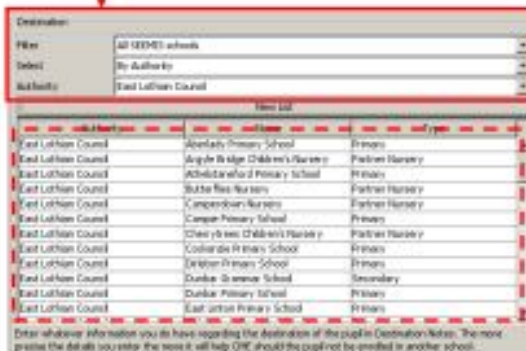 Destination
Filter All SEEMIS schools
Select By Authority
Authority East Lothian Council
View List
Authority Name Type
East Lothian Council Aberlady Primary School Primary
East Lothian Council Argyle Bridge Children's Nursery Partner Nursery
East Lothian Council Athelstaneford Primary School Primary
East Lothian Council Butterflies Nursery Partner Nursery
East Lothian Council Campredown Nursery Partner Nursery
East Lothian Council Primary School Primary
East Lothian Council Cherrytrees Children's Nursery Partner Nursery
East Lothian Council Cockenzie Primary School Primary
East Lothian Council Dirleton Primary School Primary
East Lothian Council Dunbar Grammar School Secondary
East Lothian Council Dunbar Primary School Primary
East Lothian Council East Linton Primary School Primary
Enter whatever information you do have regarding the destination of the pupil in Destination Notes. The more
precise the details you enter the more it will help CME should the pupil not be enrolled in another school.